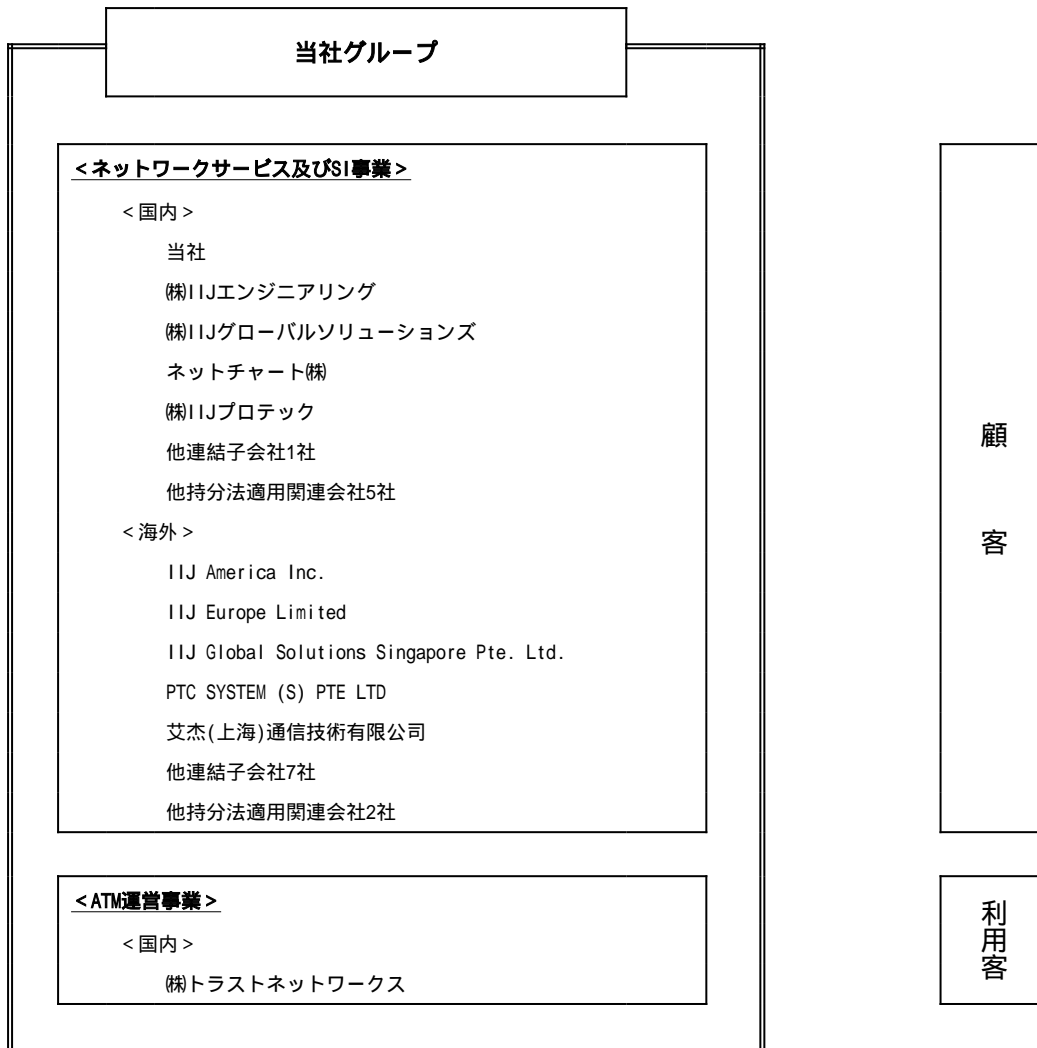 当社グループ
<ネットワークサービス及びSI事業>
<国内>
当社
㈱IIJエンジニアリング
㈱IIJグローバルソリューションズ
ネットチャート㈱
㈱IIJプロテック
他連結子会社1社
他持分法適用関連会社5社
<海外>
IIJ America Inc.
IIJ Europe Limited
IIJ Global Solutions Singapore Pte. Ltd.
PTC SYSTEM (S) PTE LTD
艾杰(上海)通信技術有限公司
他連結子会社7社
他持分法適用関連会社2社
顧客
<ATM運営事業>
<国内>
㈱トラストネットワークス
利用客